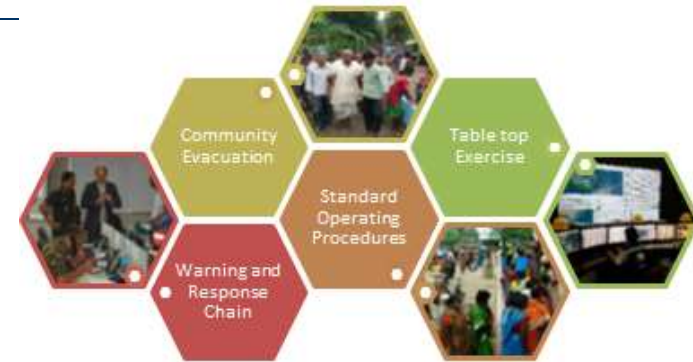 Community
Evacuation
Table top
Exercise
Standard
Operating
Procedures
Warning and
Response
Chain